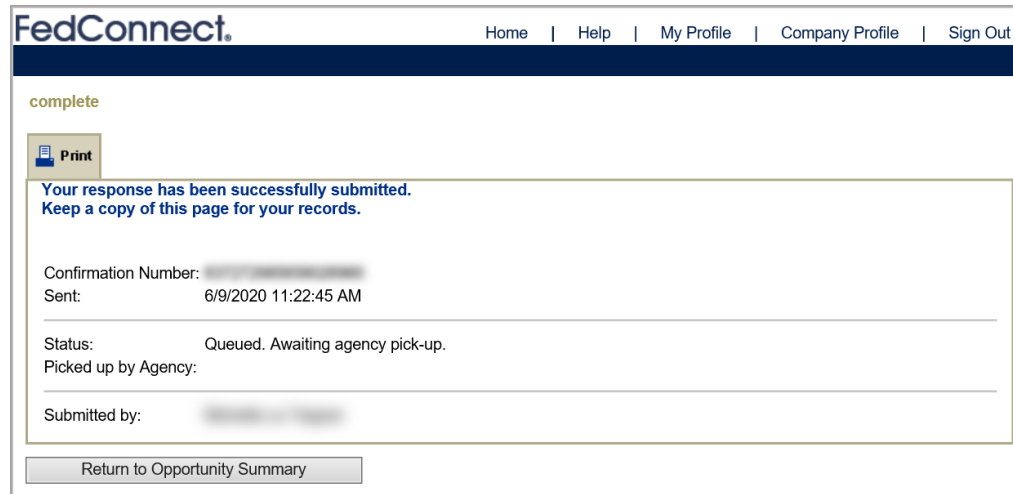 FedConnect.
Home | Help | My Profile | Company Profile | Sign Out
complete
Print
Your response has been successfully submitted.
Keep a copy of this page for your records.
Confirmation Number:
Sent: 6/9/2020 11:22:45 AM
Status: Queued. Awaiting agency pick-up.
Picked up by Agency:
Submitted by:
Return to Opportunity Summary